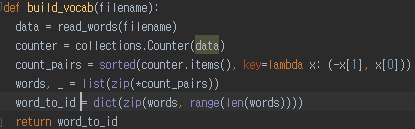 def build_vocab(filename):
    data = read_words(filename)
    counter = collections.Counter(data)
    count_pairs = sorted(counter.items(), key=lambda x: (-x[1], x[0]))
    words, _ = list(zip(*count_pairs))
    word_to_id = dict(zip(words, range(len(words))))
    return word_to_id